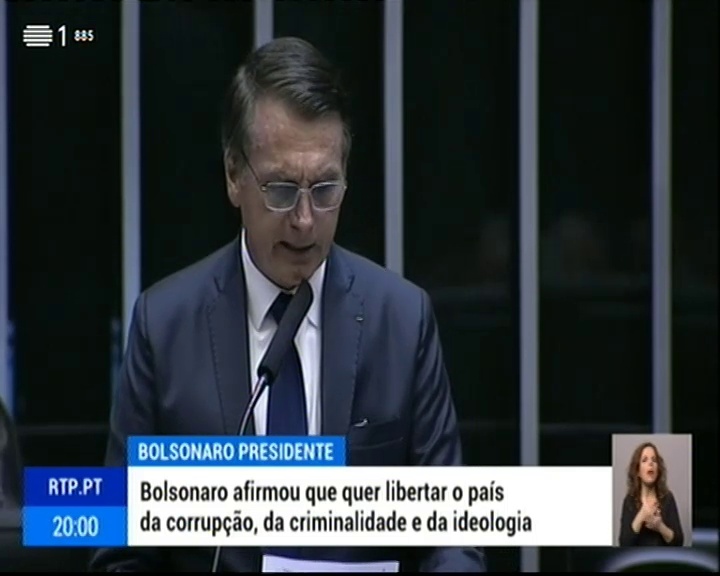 1 885
BOLSONARO PRESIDENTE
RTP.PT
Bolsonaro afirmou que quer libertar o país
20:00
da corrupção, da criminalidade e da ideologia